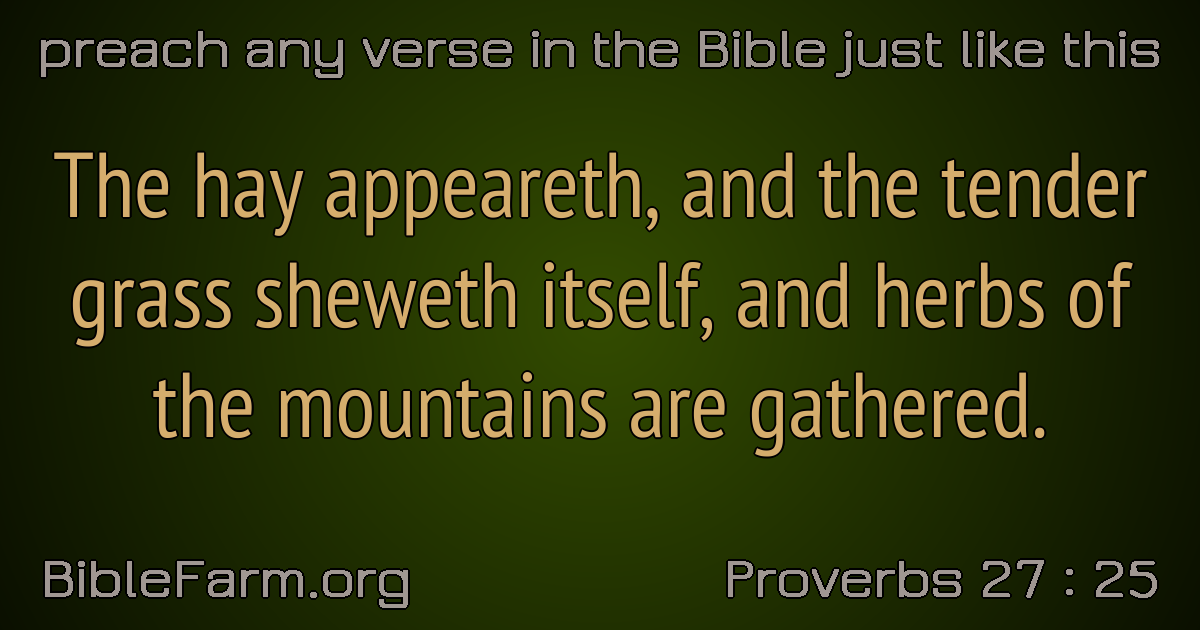 preach any verse in the Bible just like this
The hay appeareth, and the tender
grass sheweth itself, and herbs of
the mountains are gathered.
BibleFarm.org
Proverbs 27 : 25